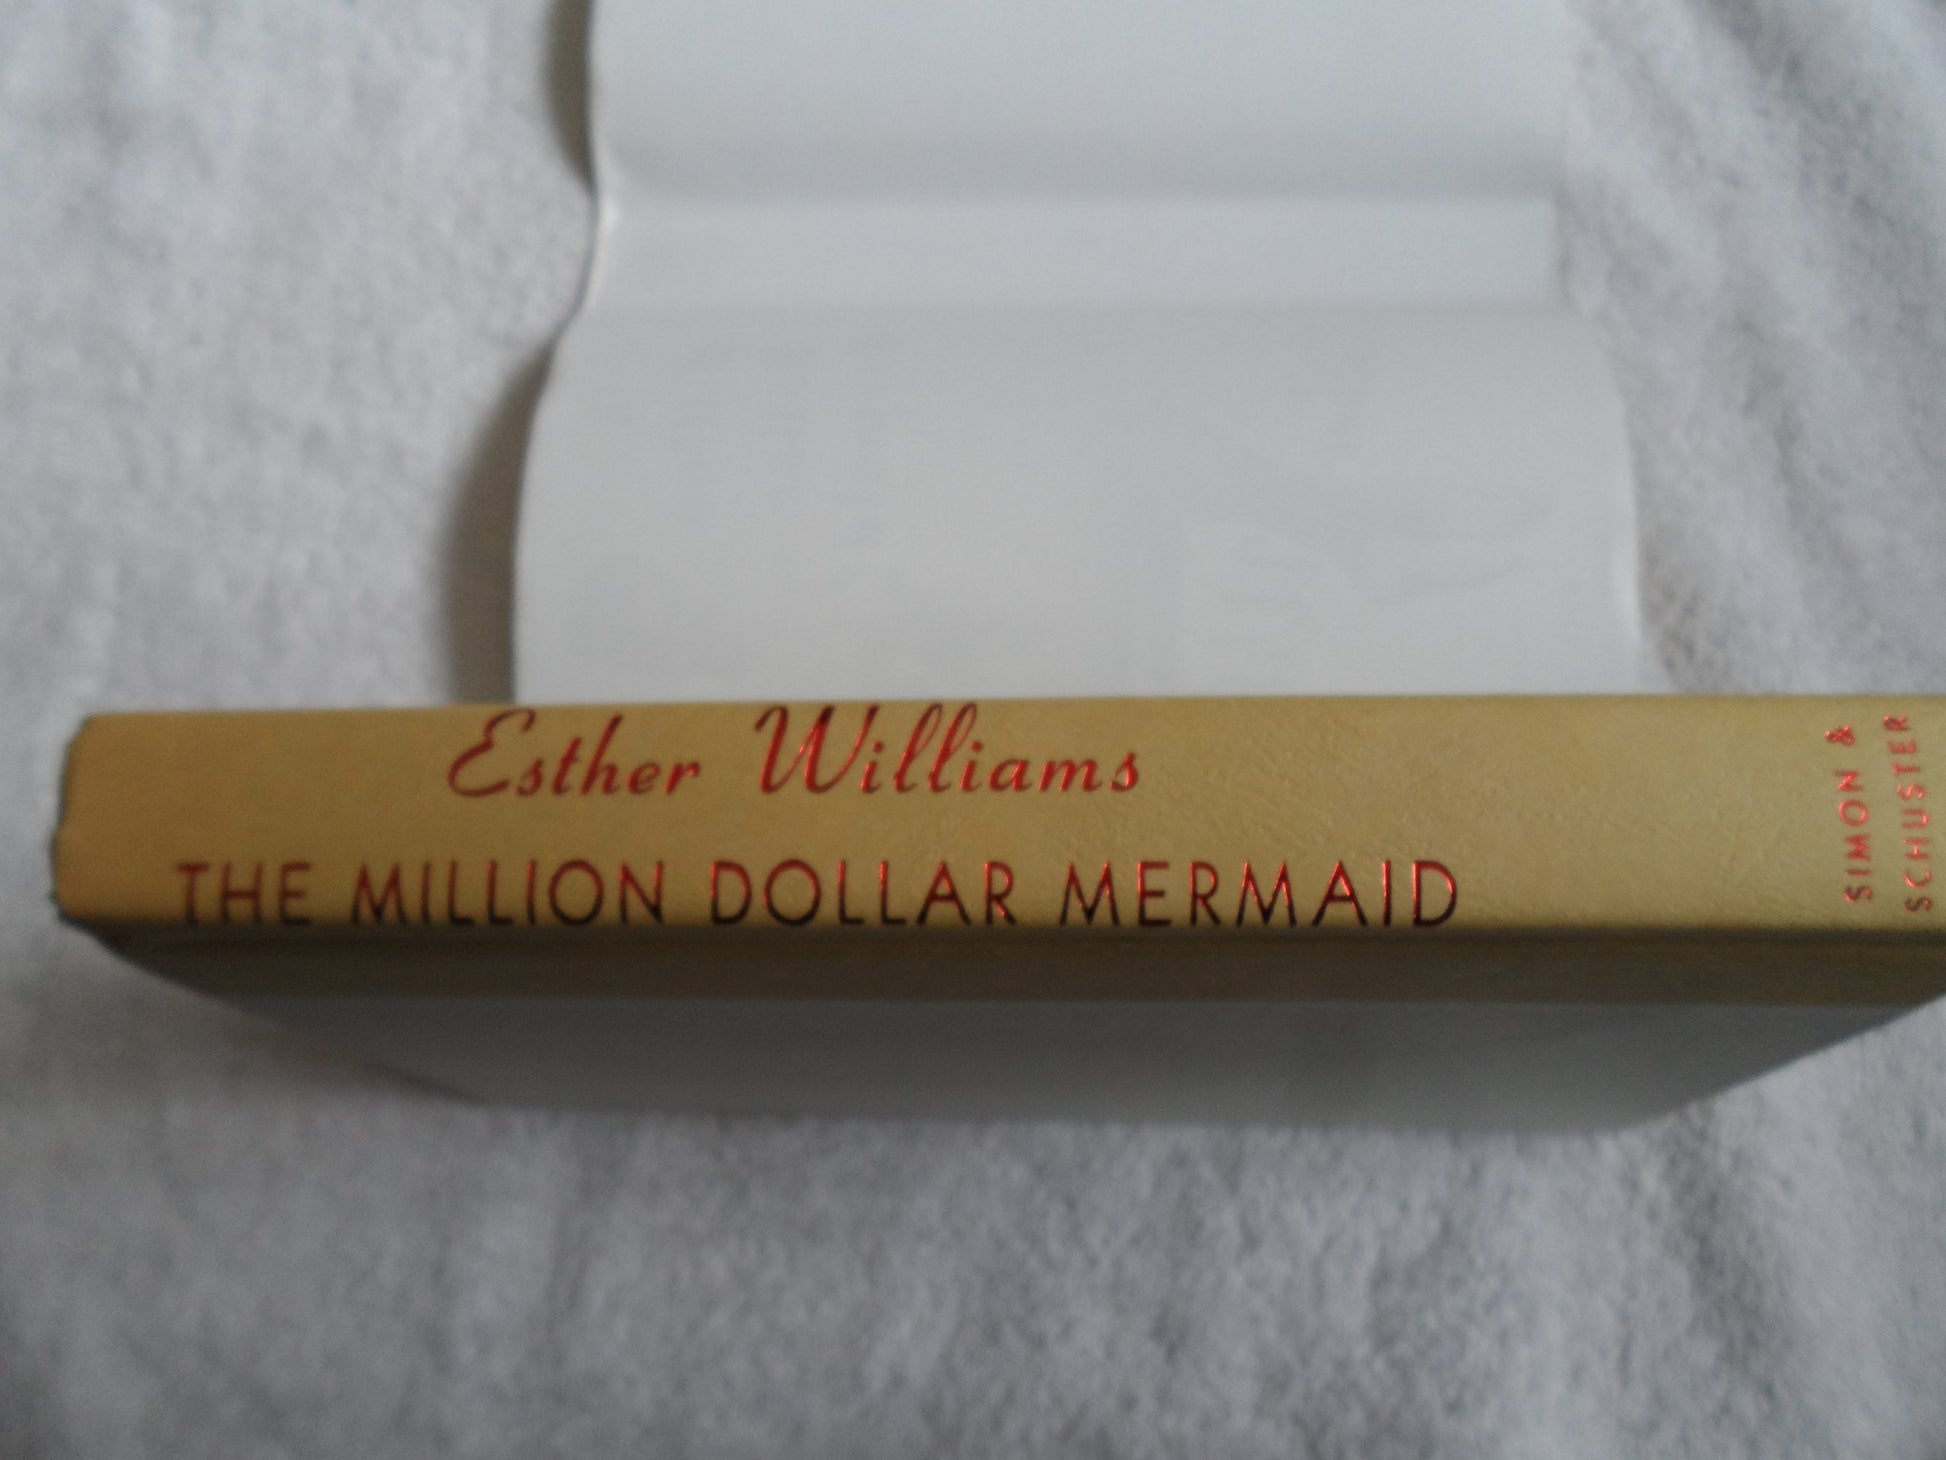 Esther Williams
THE MILLION DOLLAR MERMAID
SIMON &
SCHUSTER